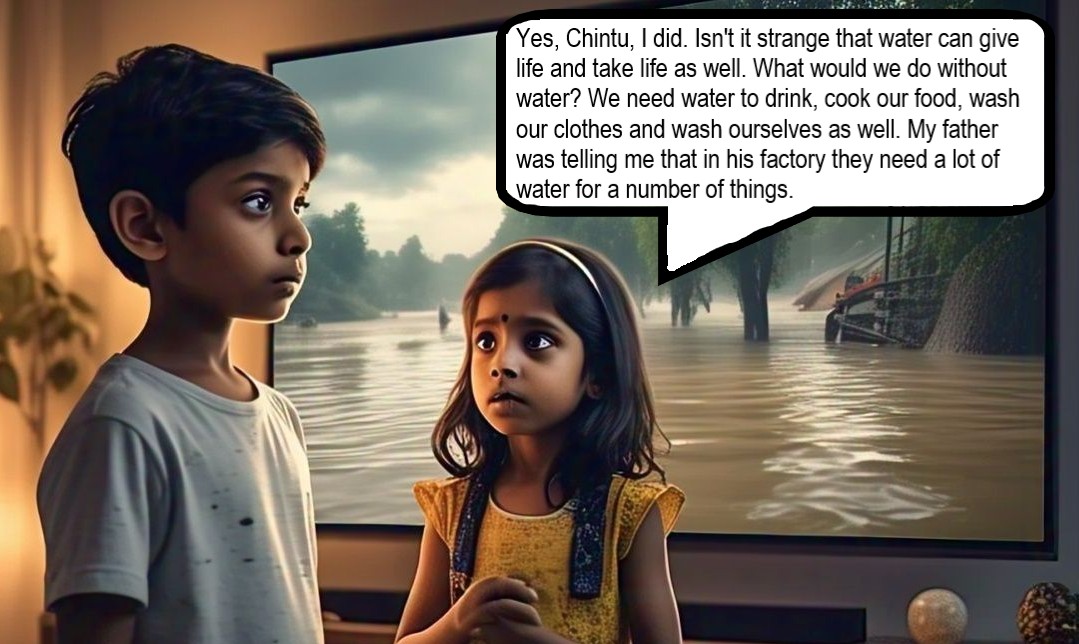 Yes, Chintu, I did. Isn't it strange that water can give
life and take life as well. What would we do without
water? We need water to drink, cook our food, wash
our clothes and wash ourselves as well. My father
was telling me that in his factory they need a lot of
water for a number of things.